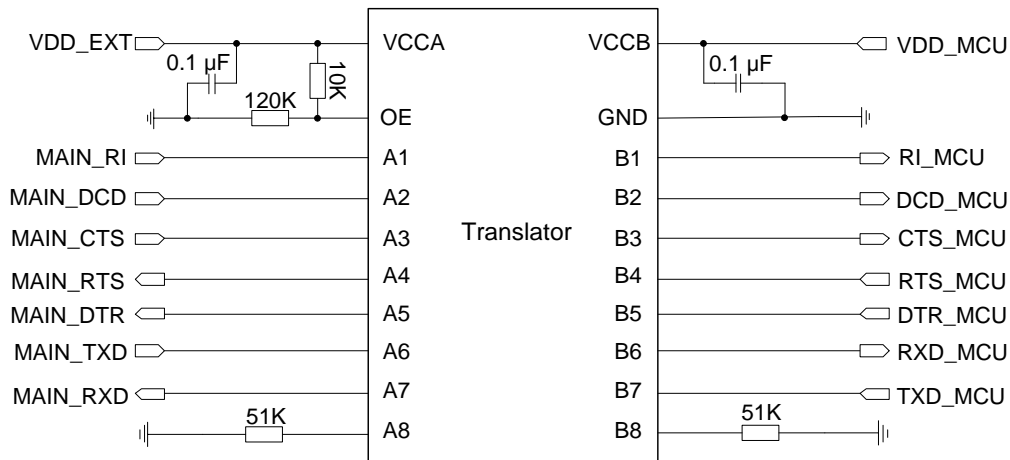 VDD_EXT VCCA VCCB VDD_MCU
0.1 µF 10K 0.1 µF
120K OE GND
MAIN_RI A1 B1 RI_MCU
MAIN_DCD A2 B2 DCD_MCU
MAIN_CTS A3 Translator B3 CTS_MCU
MAIN_RTS A4 B4 RTS_MCU
MAIN_DTR A5 B5 DTR_MCU
MAIN_TXD A6 B6 RXD_MCU
MAIN_RXD A7 B7 TXD_MCU
51K A8 B8 51K